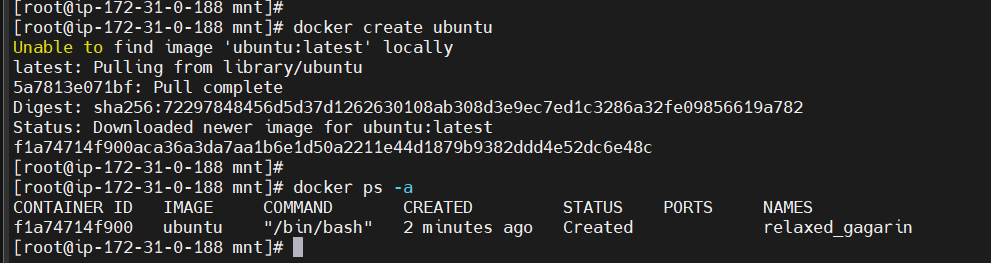 [root@ip-172-31-0-188 mnt]#
[root@ip-172-31-0-188 mnt]# docker create ubuntu
Unable to find image 'ubuntu:latest' locally
latest: Pulling from library/ubuntu
5a7813e071bf: Pull complete
Digest: sha256:72297848456d5d37d1262630108ab308d3e9ec7ed1c3286a32fe09856619a782
Status: Downloaded newer image for ubuntu:latest
f1a74714f900aca36a3da7aa1b6e1d50a2211e44d1879b9382ddd4e52dc6e48c
[root@ip-172-31-0-188 mnt]#
[root@ip-172-31-0-188 mnt]# docker ps -a
CONTAINER ID   IMAGE     COMMAND       CREATED         STATUS    PORTS     NAMES
f1a74714f900   ubuntu    "/bin/bash"   2 minutes ago   Created             relaxed_gagarin
[root@ip-172-31-0-188 mnt]#